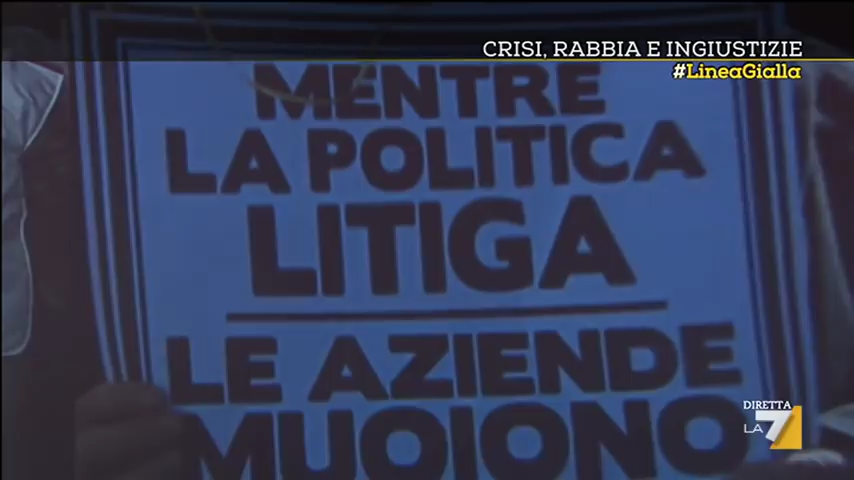 CRISI, RABBIA E INGIUSTIZIE
#LineaGialla
MENTRE
LA POLITICA
LITIGA
LE AZIENDE
MUOIONO
DIRETTA
LA7